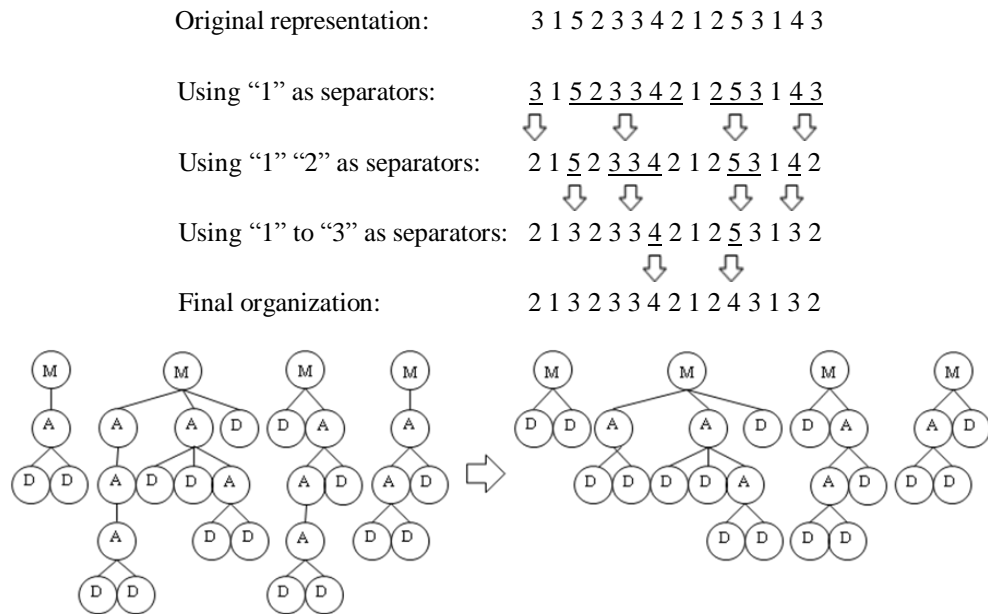 Original representation: 3 1 5 2 3 3 4 2 1 2 5 3 1 4 3
Using “1” as separators: 3 1 5 2 3 3 4 2 1 2 5 3 1 4 3
Using “1” “2” as separators: 2 1 5 2 3 3 4 2 1 2 5 3 1 4 2
Using “1” to “3” as separators: 2 1 3 2 3 3 4 2 1 2 5 3 1 3 2
Final organization: 2 1 3 2 3 3 4 2 1 2 4 3 1 3 2
M M M M M M M M
A A A D D A A D D A A D D A A D
D D A D D A A D A D D D D D A A D D D
A D D A D D D D D D
D D D D